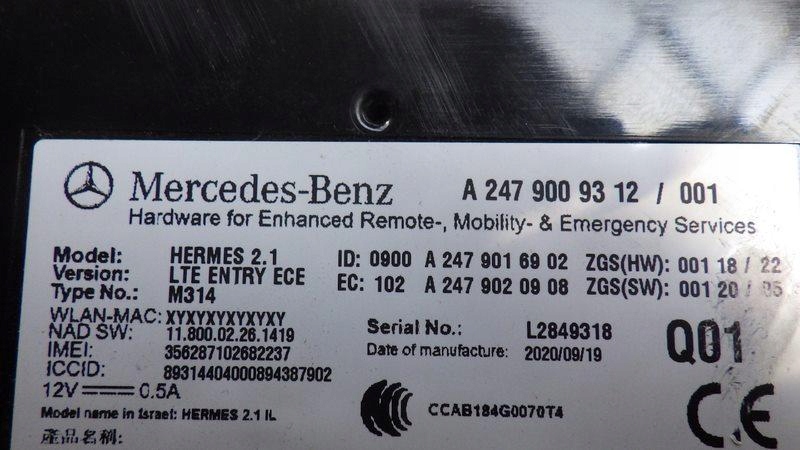 Mercedes-Benz A 247 900 93 12 / 001
Hardware for Enhanced Remote-, Mobility- & Emergency Services
Model: HERMES 2.1 ID: 0900 A 247 901 69 02 ZGS(HW): 001 18 / 22
Version: LTE ENTRY ECE EC: 102 A 247 902 09 08 ZGS(SW): 001 20 / 05
Type No.: M314
WLAN-MAC: XYXYXYXYXYXY
NAD SW: 11.800.02.26.1419 Serial No.: L2849318 Q01
IMEI: 356287102682237 Date of manufacture: 2020/09/19
ICCID: 89314404000894387902
12V 0.5A
Model name in Israel: HERMES 2.1 IL CCAB184G0070T4 CE
產品名稱: